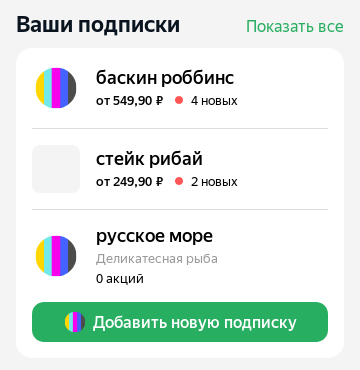 Ваши подписки
Показать все
баскин роббинс
от 549,90 ₽ 4 новых
стейк рибай
от 249,90 ₽ 2 новых
русское море
Деликатесная рыба
0 акций
Добавить новую подписку